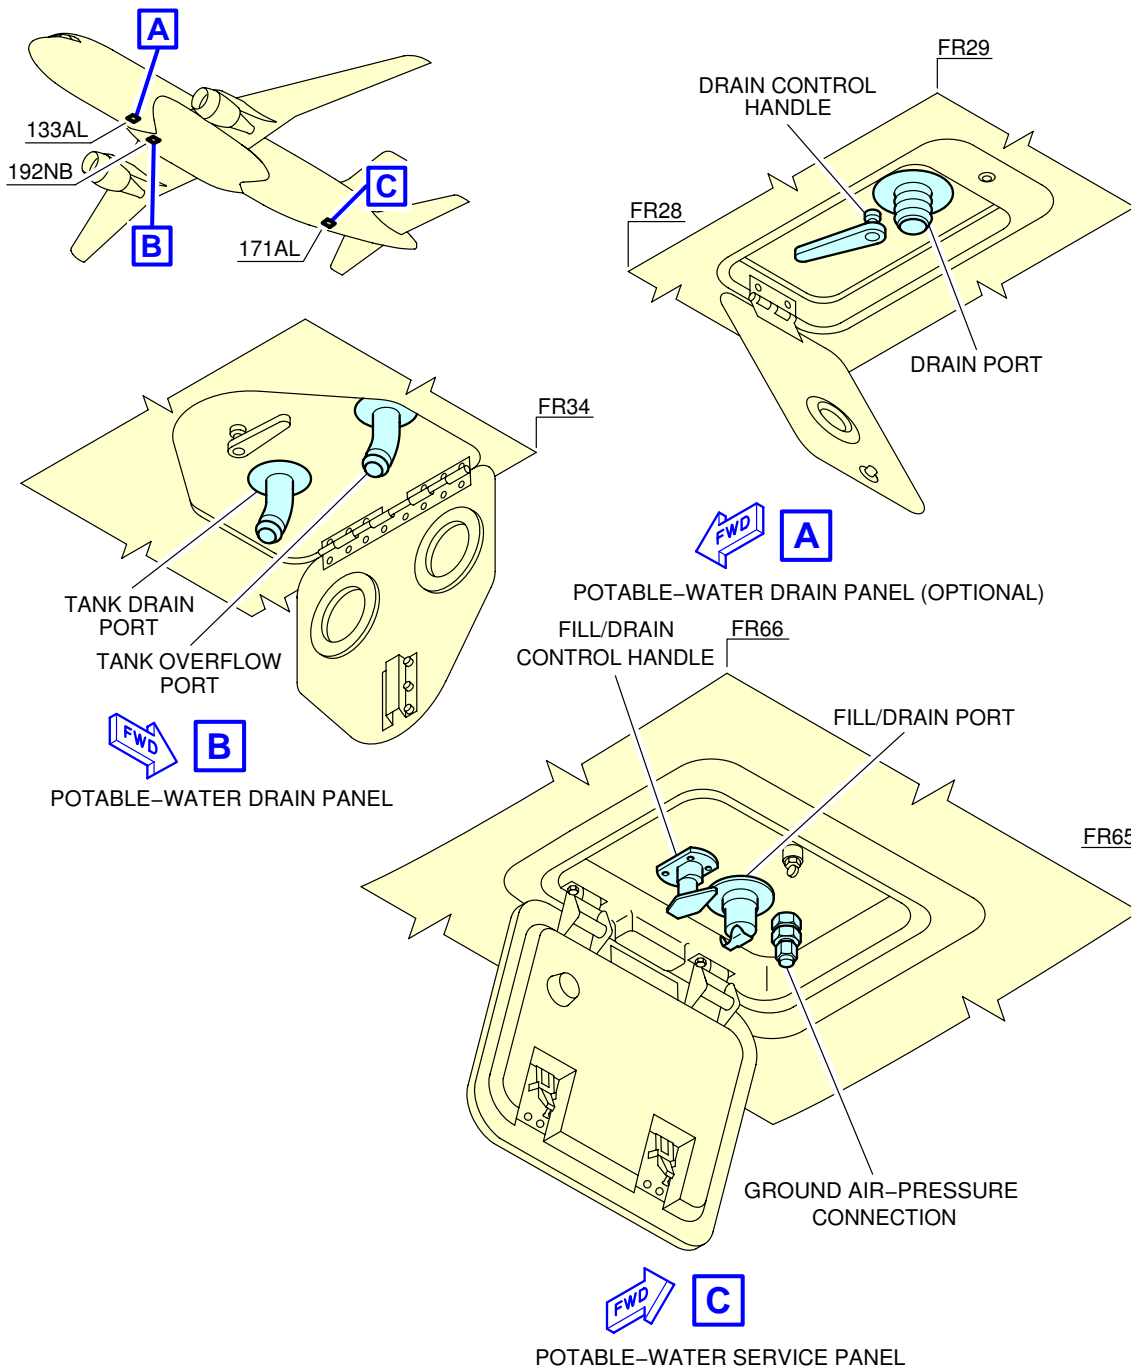 A
133AL
192NB
B
C
171AL
FR29
DRAIN CONTROL
HANDLE
FR28
DRAIN PORT
FWD
A
POTABLE–WATER DRAIN PANEL (OPTIONAL)
FR34
TANK DRAIN
PORT
TANK OVERFLOW
PORT
FWD
B
POTABLE–WATER DRAIN PANEL
FILL/DRAIN
CONTROL HANDLE
FR66
FILL/DRAIN PORT
FR65
GROUND AIR–PRESSURE
CONNECTION
FWD
C
POTABLE–WATER SERVICE PANEL